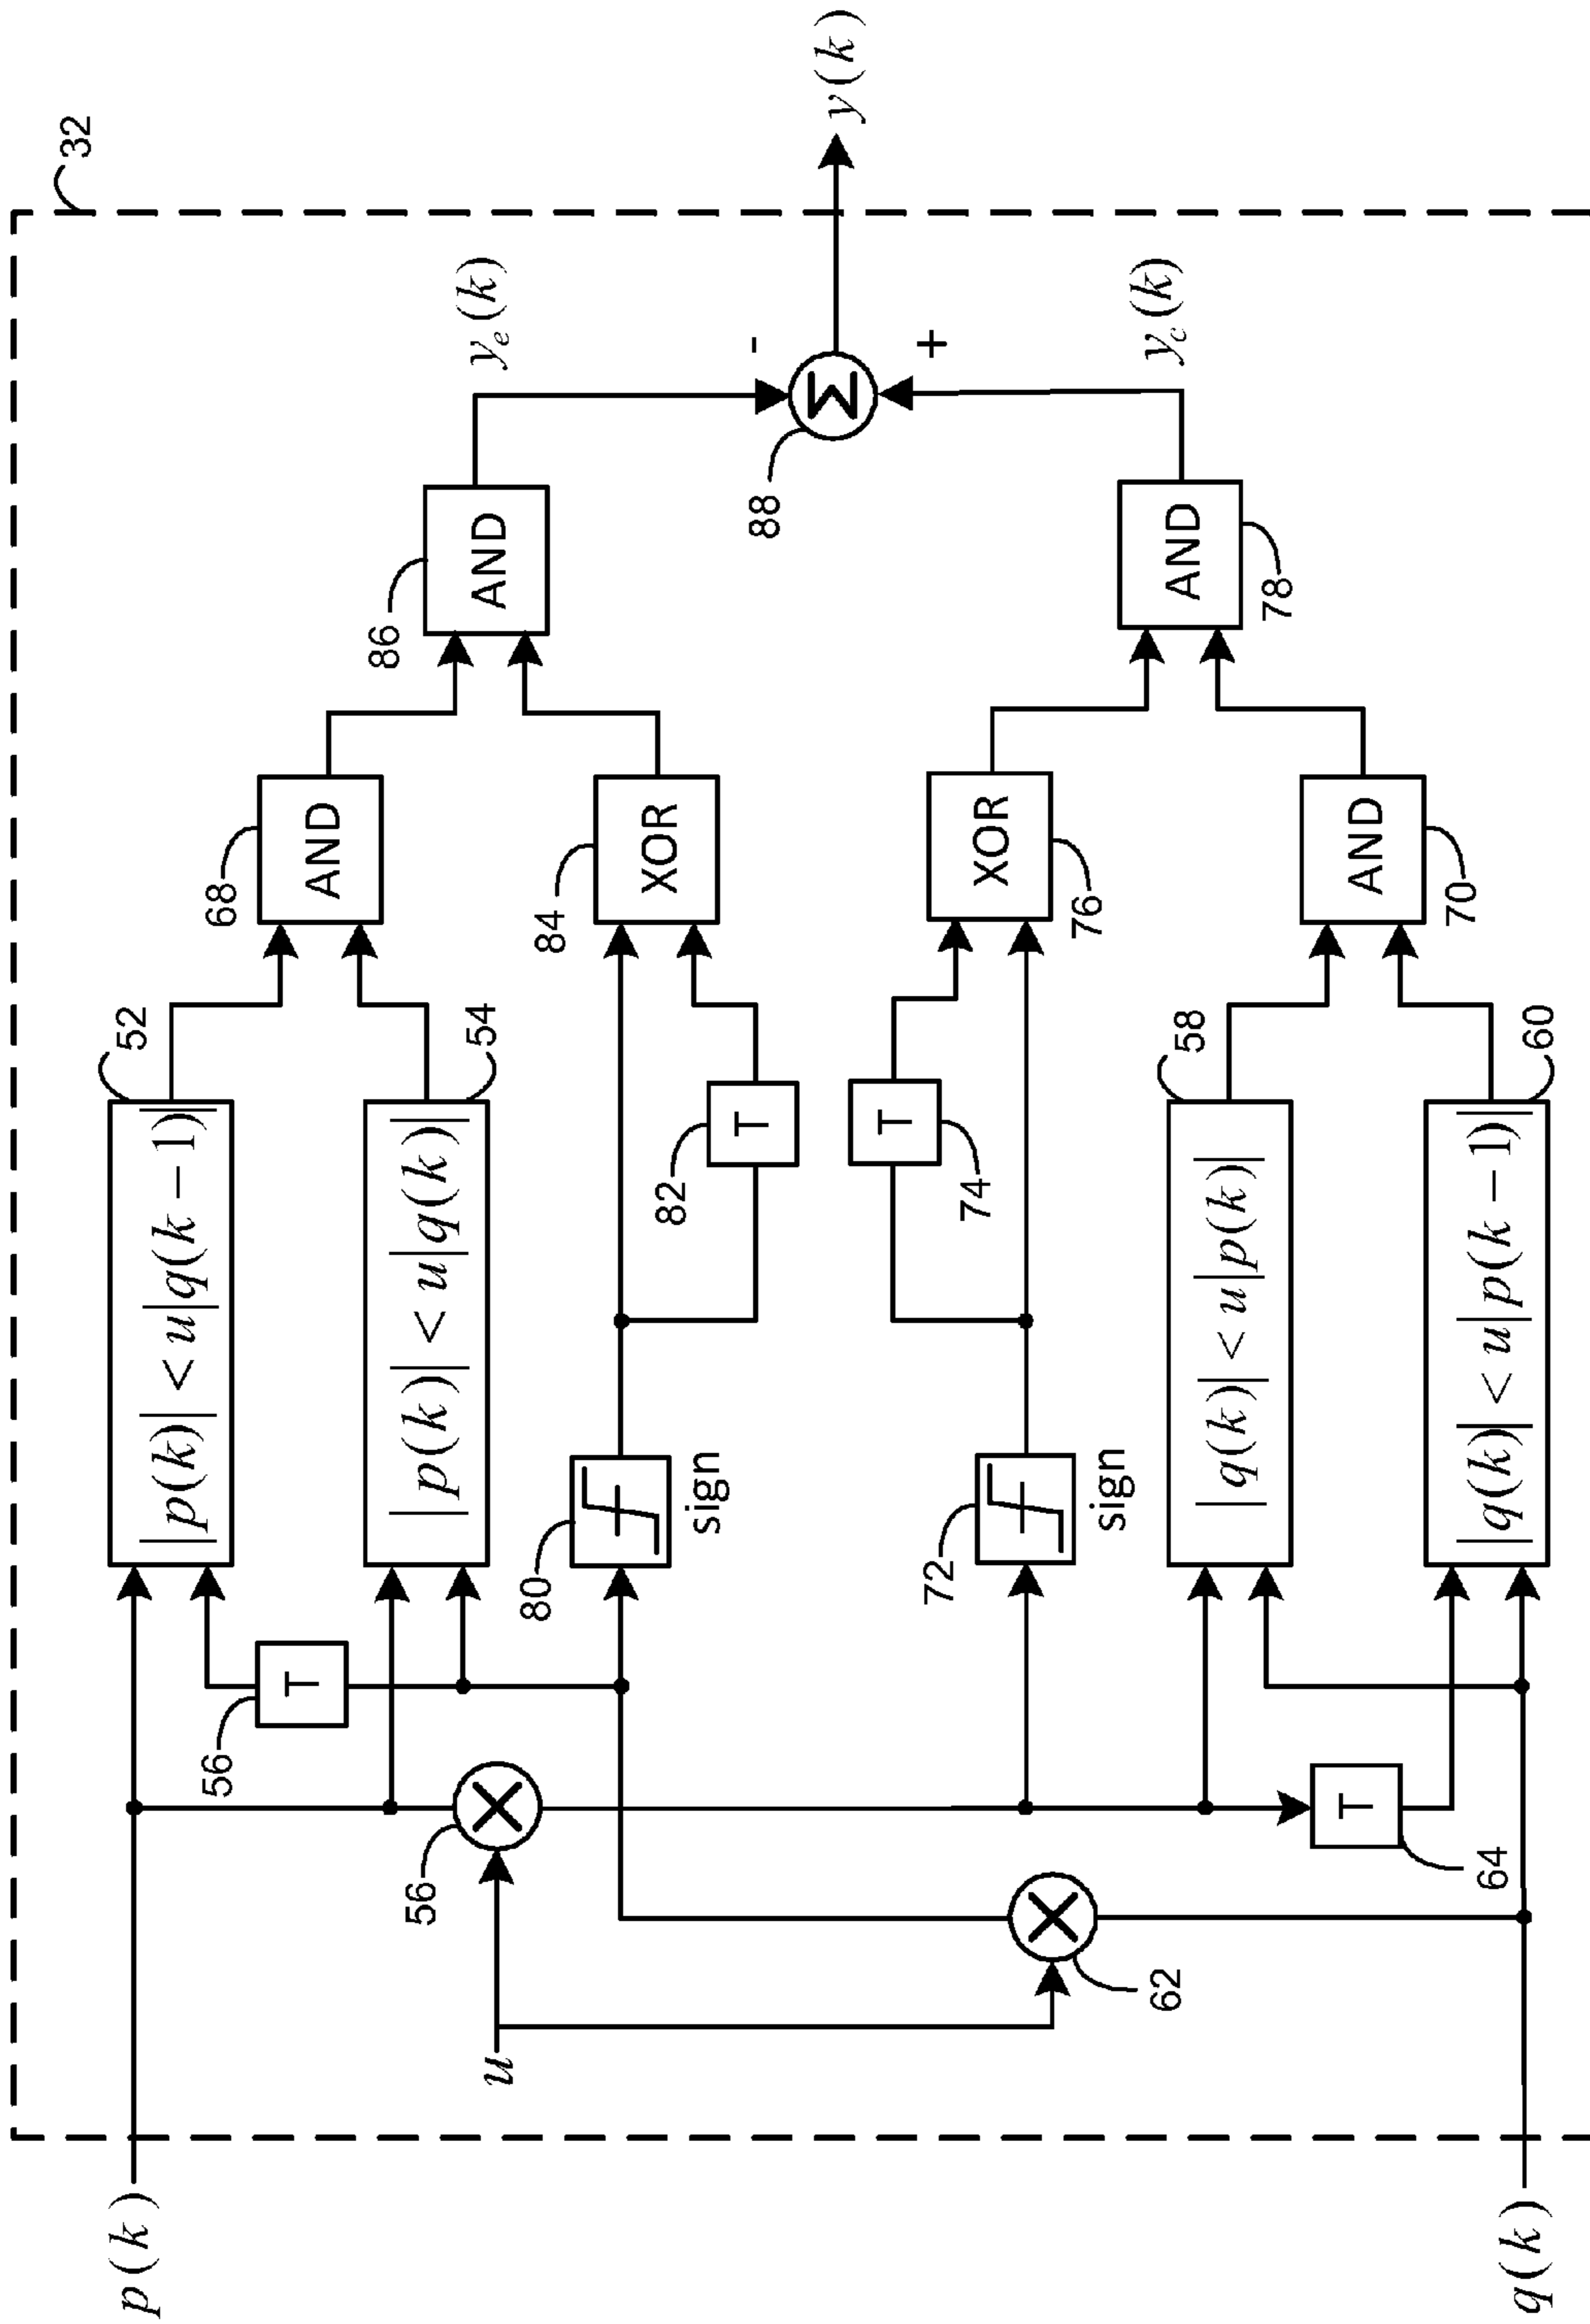 32
p(k)
52
|p(k)| < u|q(k − 1)|
56
T
68
AND
54
|p(k)| < u|q(k)|
86
AND
y_e(k)
56
80
sign
84
XOR
82
T
u
88
Σ
-
+
y(k)
74
T
76
XOR
72
sign
62
78
AND
y_c(k)
58
|q(k)| < u|p(k)|
70
AND
64
T
60
|q(k)| < u|p(k − 1)|
q(k)